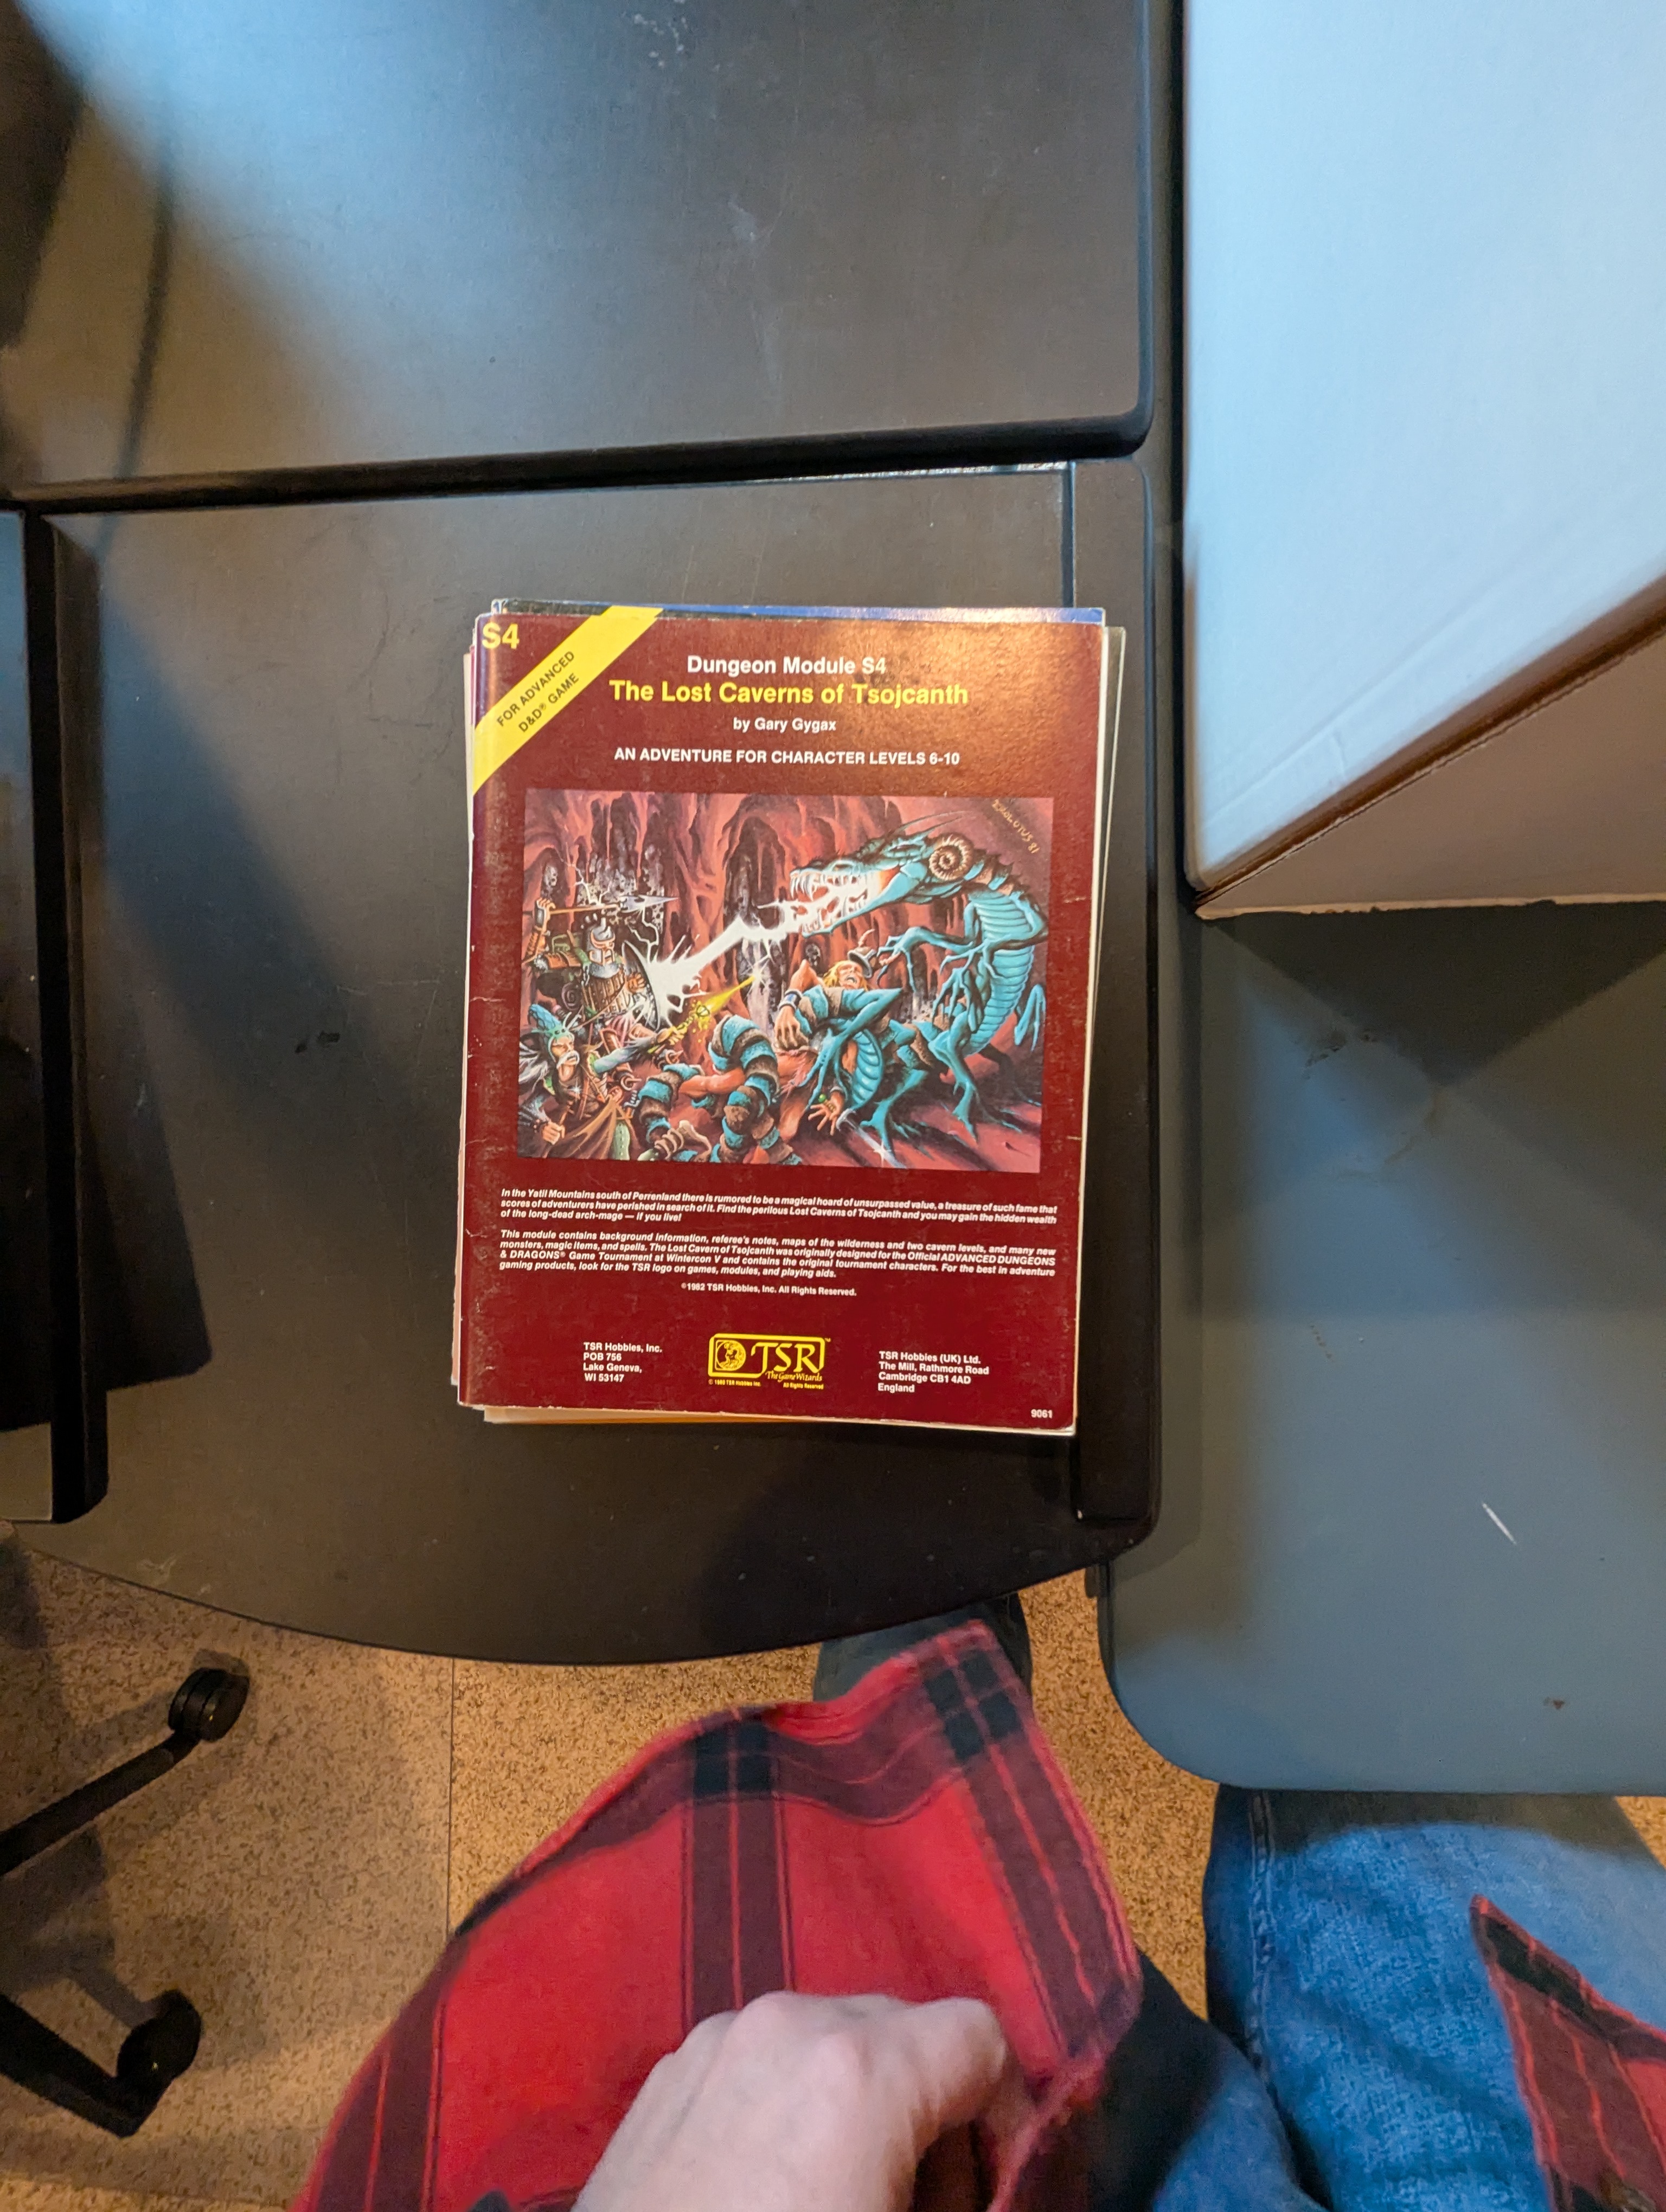 S4
FOR ADVANCED
D&D® GAME
Dungeon Module S4
The Lost Caverns of Tsojcanth
by Gary Gygax
AN ADVENTURE FOR CHARACTER LEVELS 6-10
EROL OTUS 81
In the Yatil Mountains south of Perrenland there is rumored to be a magical hoard of unsurpassed value, a treasure of such fame that
scores of adventurers have perished in search of it. Find the perilous Lost Caverns of Tsojcanth and you may gain the hidden wealth
of the long-dead arch-mage — if you live!
This module contains background information, referee's notes, maps of the wilderness and two cavern levels, and many new
monsters, magic items, and spells. The Lost Cavern of Tsojcanth was originally designed for the Official ADVANCED DUNGEONS
& DRAGONS® Game Tournament at Wintercon V and contains the original tournament characters. For the best in adventure
gaming products, look for the TSR logo on games, modules, and playing aids.
©1982 TSR Hobbies, Inc. All Rights Reserved.
TSR Hobbies, Inc.
POB 756
Lake Geneva,
WI 53147
TSR™
The Game Wizards
All Rights Reserved
TSR Hobbies (UK) Ltd.
The Mill, Rathmore Road
Cambridge CB1 4AD
England
9061